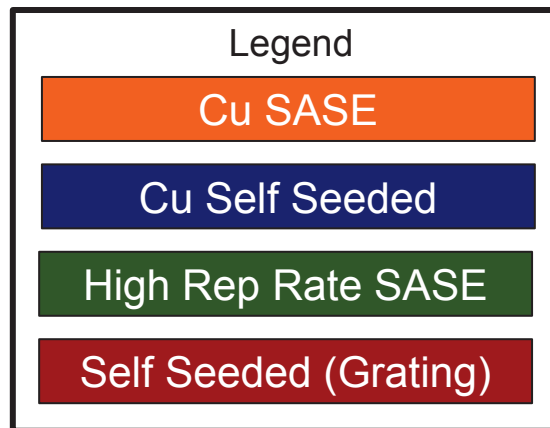 Legend
Cu SASE
Cu Self Seeded
High Rep Rate SASE
Self Seeded (Grating)